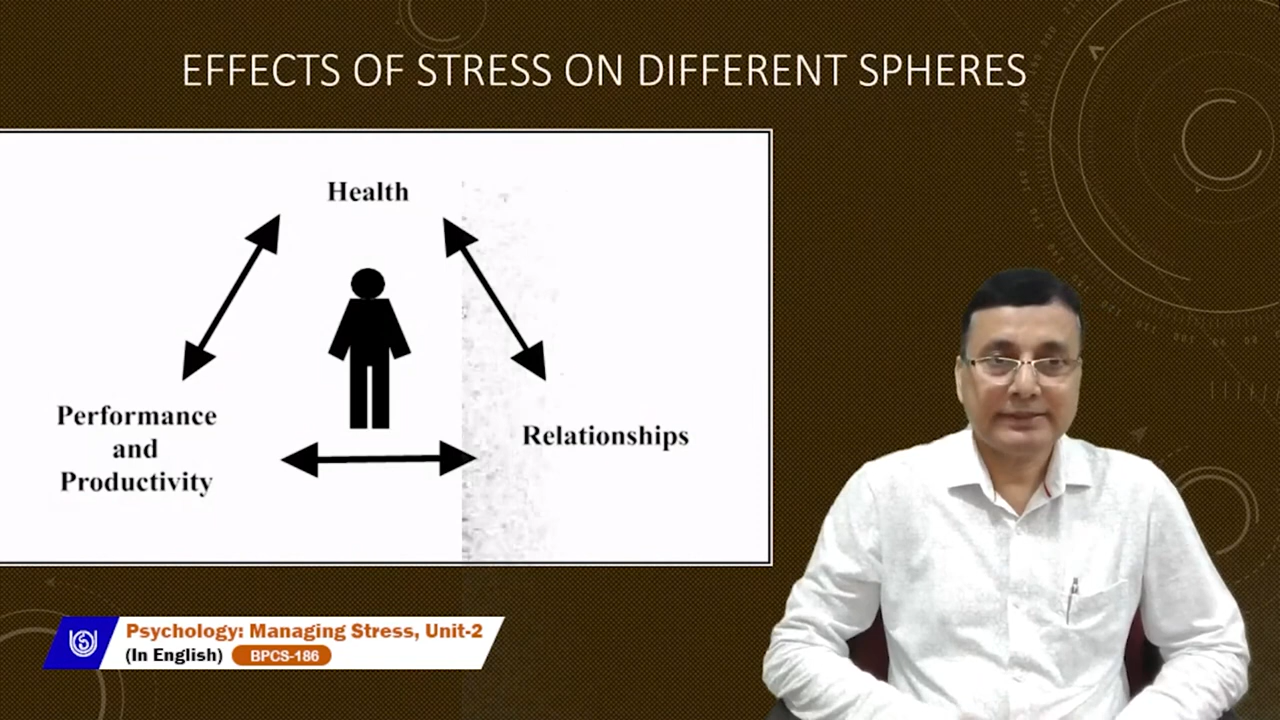 EFFECTS OF STRESS ON DIFFERENT SPHERES
Health
Performance
and
Productivity
Relationships
Psychology: Managing Stress, Unit-2
(In English) BPCS-186